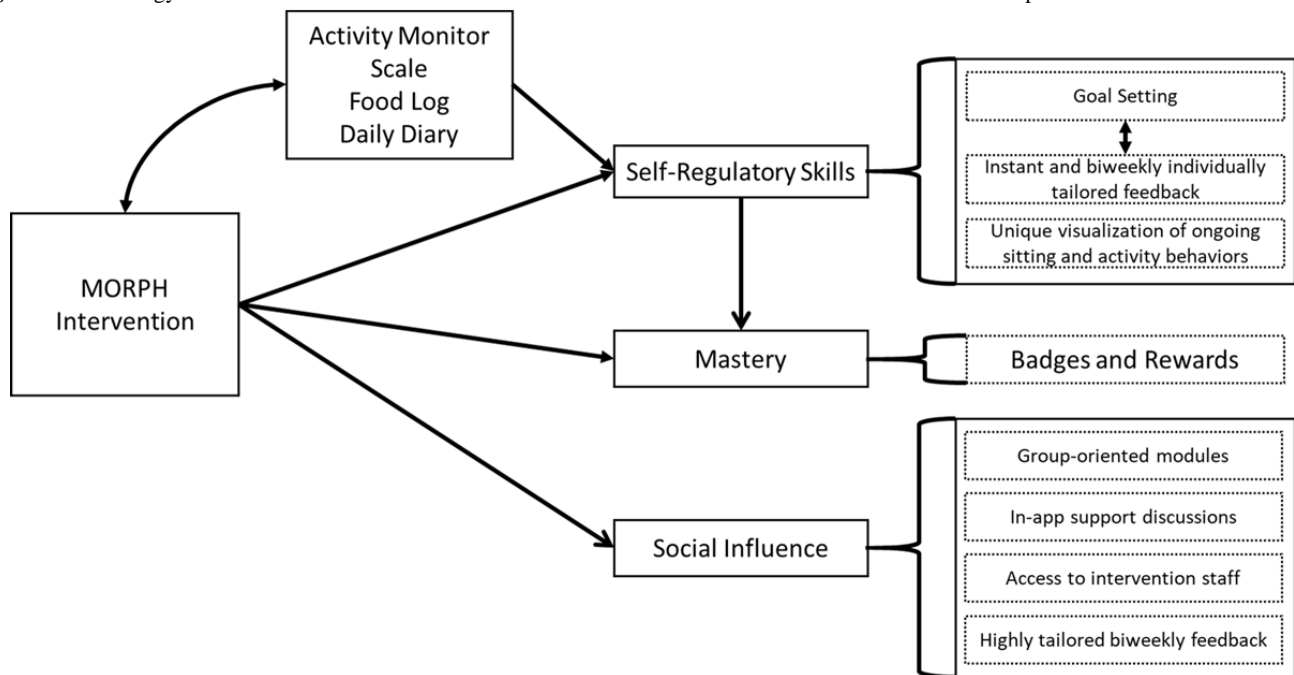 Activity Monitor
Scale
Food Log
Daily Diary
MORPH
Intervention
Self-Regulatory Skills
Mastery
Social Influence
Goal Setting
Instant and biweekly individually
tailored feedback
Unique visualization of ongoing
sitting and activity behaviors
Badges and Rewards
Group-oriented modules
In-app support discussions
Access to intervention staff
Highly tailored biweekly feedback